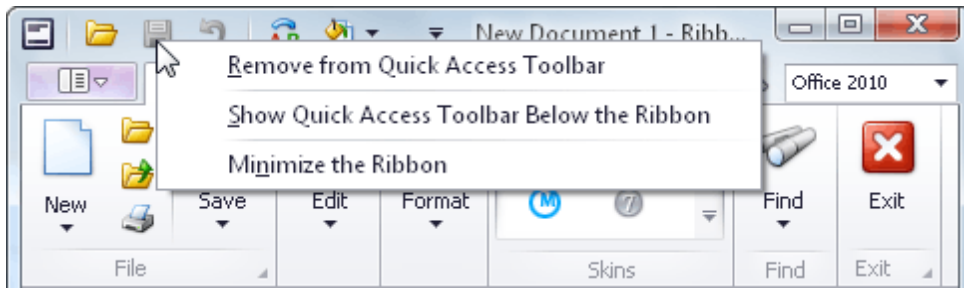 New Document 1 - Ribb...
Remove from Quick Access Toolbar
Show Quick Access Toolbar Below the Ribbon
Minimize the Ribbon
Office 2010
New
Save
Edit
Format
Find
Exit
File
Skins
Find
Exit